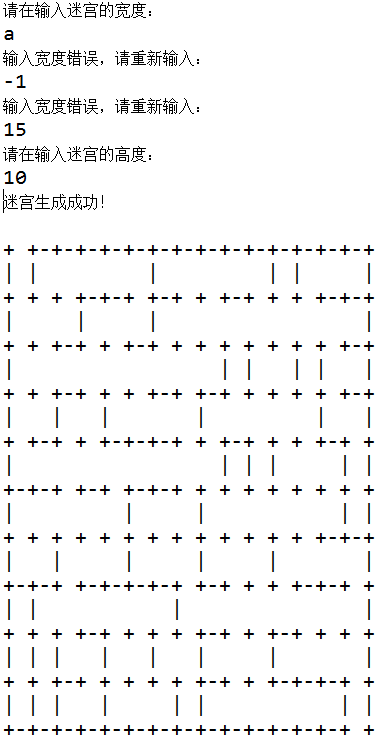 请在输入迷宫的宽度:
a
输入宽度错误，请重新输入:
-1
输入宽度错误，请重新输入:
15
请在输入迷宫的高度:
10
迷宫生成成功!
+ +-+-+-+-+-+-+-+-+-+-+-+-+-+-+
| |         |         | |     |
+ + + +-+-+ +-+ + +-+ + + +-+-+
|     |     |                 |
+ + +-+ + +-+ + + + + + + + +-+
|                 | |   | |   |
+ + +-+ +-+-+ + +-+ + +-+ + +-+
|   |   |       |         |   |
+ +-+ + +-+-+-+ + +-+ + +-+-+ +
|                 | | |     | |
+-+-+ +-+ +-+-+ + + + + + + + +
|         |     |           | |
+ + + + + + + + + + + + + +-+-+
|   |     |     |     |       |
+-+-+ +-+-+-+-+ +-+-+ + +-+-+ +
| |           |               |
+ + + +-+ + + + +-+ + +-+ + + +
| | |   |   |   |     |       |
+ + + + + + +-+ +-+ + +-+-+ + +
| | |   |     | |           | |
+-+-+-+-+-+-+-+-+-+-+-+-+-+-+ +